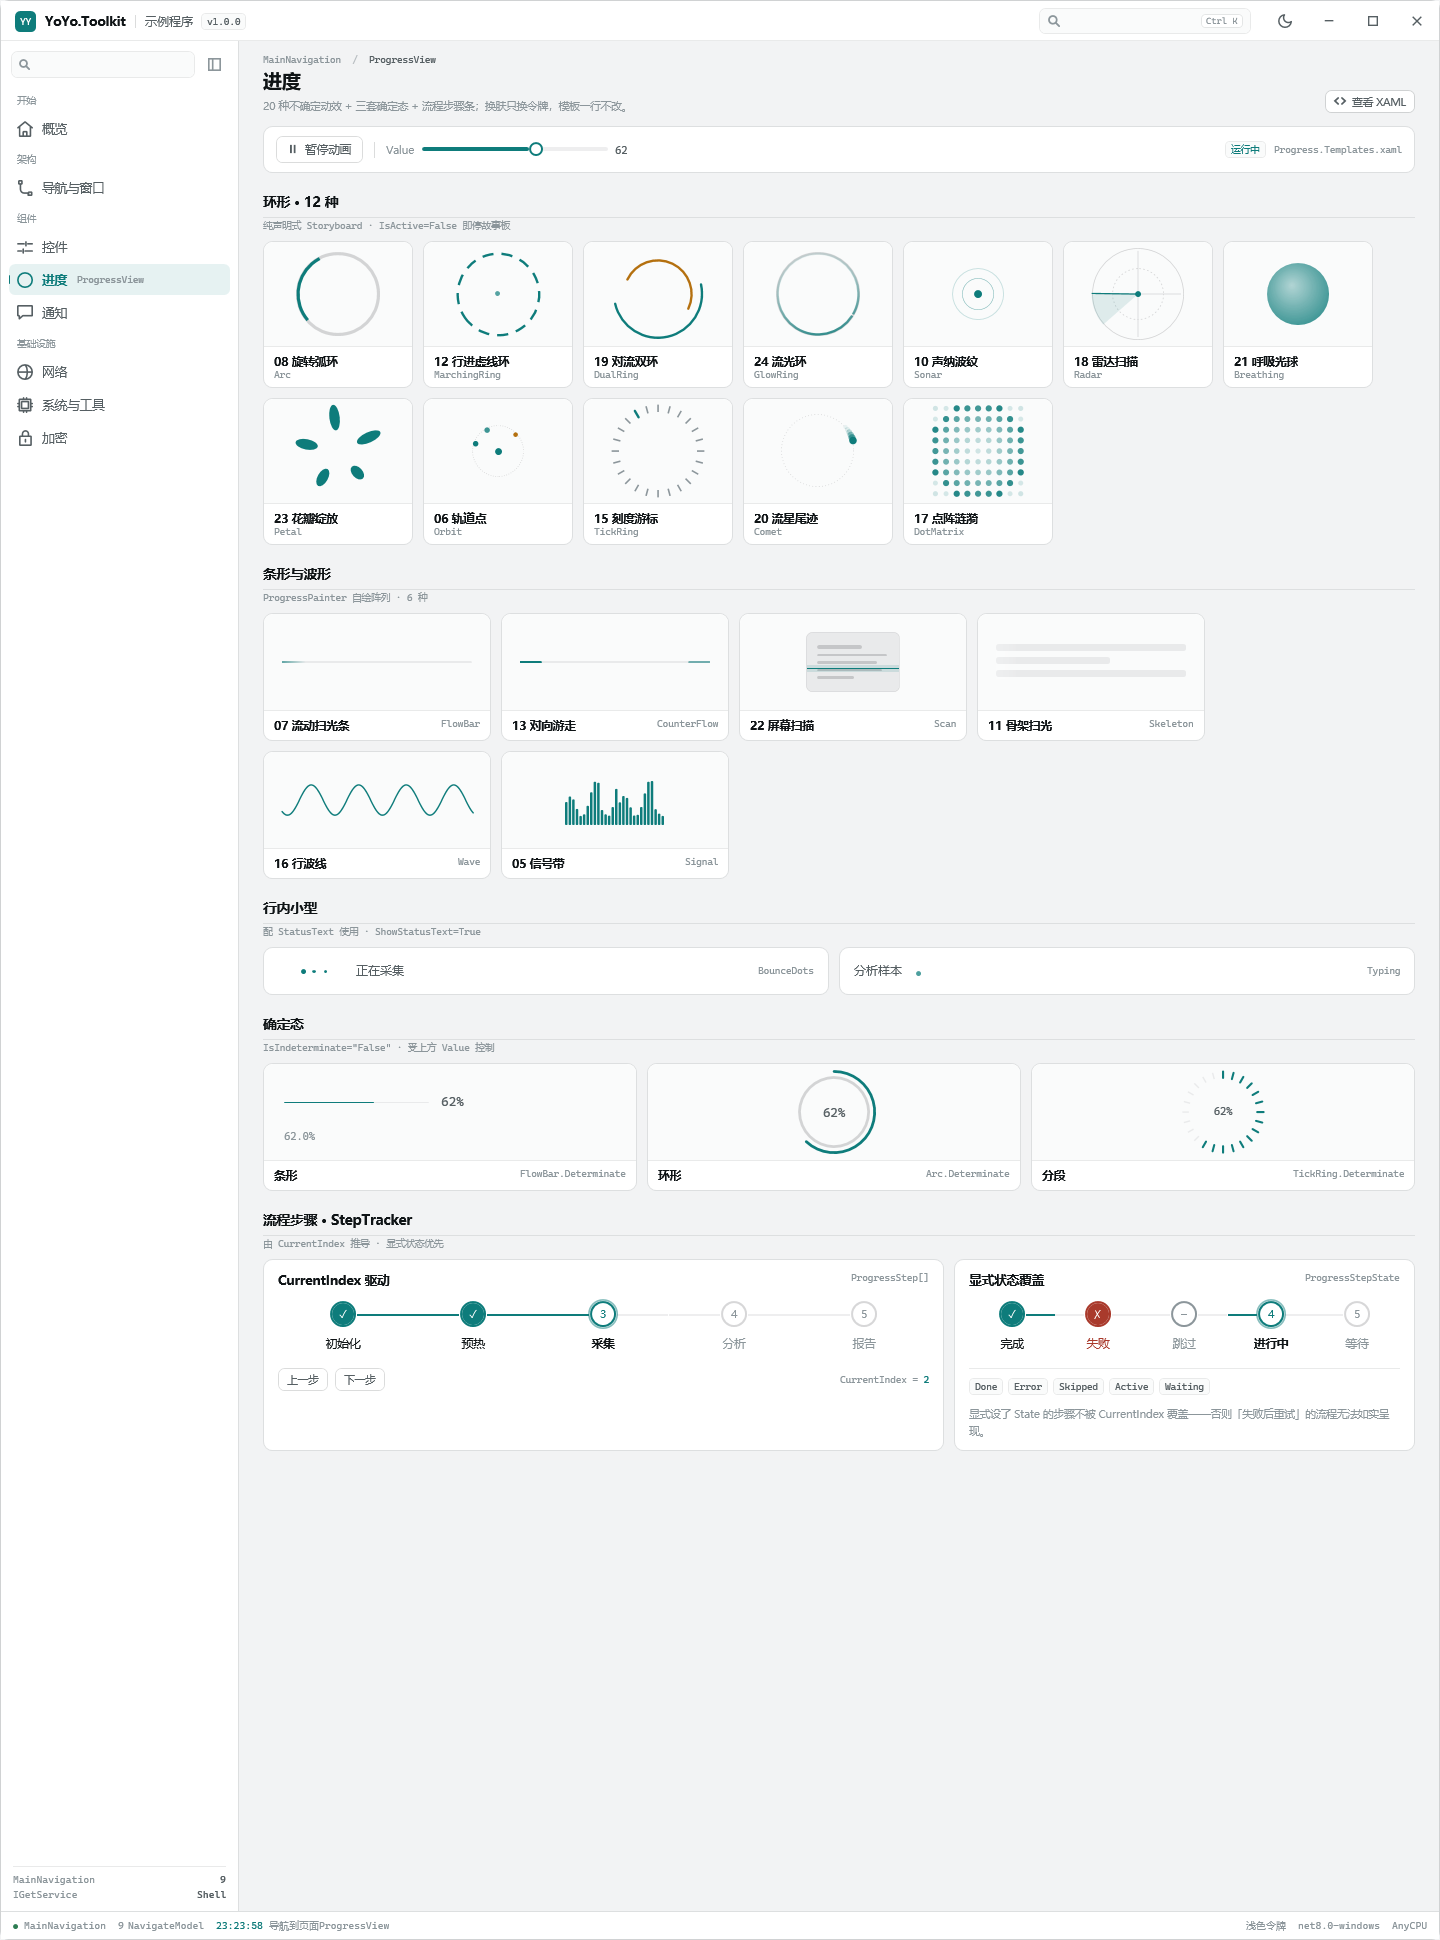 YY YoYo.Toolkit 示例程序 v1.0.0
Ctrl K
开始
概览
架构
导航与窗口
组件
控件
进度 ProgressView
通知
基础设施
网络
系统与工具
加密
MainNavigation 9
IGetService Shell
MainNavigation / ProgressView
进度
20 种不确定动效 + 三套确定态 + 流程步骤条；换肤只换令牌，模板一行不改。
查看 XAML
暂停动画 Value 62
运行中 Progress.Templates.xaml
环形 • 12 种
纯声明式 Storyboard · IsActive=False 即停故事板
08 旋转弧环
Arc
12 行进虚线环
MarchingRing
19 对流双环
DualRing
24 流光环
GlowRing
10 声纳波纹
Sonar
18 雷达扫描
Radar
21 呼吸光球
Breathing
23 花瓣绽放
Petal
06 轨道点
Orbit
15 刻度游标
TickRing
20 流星尾迹
Comet
17 点阵涟漪
DotMatrix
条形与波形
ProgressPainter 自绘阵列 · 6 种
07 流动扫光条 FlowBar
13 对向游走 CounterFlow
22 屏幕扫描 Scan
11 骨架扫光 Skeleton
16 行波线 Wave
05 信号带 Signal
行内小型
配 StatusText 使用 · ShowStatusText=True
正在采集 BounceDots
分析样本 Typing
确定态
IsIndeterminate="False" · 受上方 Value 控制
62%
62.0%
条形 FlowBar.Determinate
62%
环形 Arc.Determinate
62%
分段 TickRing.Determinate
流程步骤 • StepTracker
由 CurrentIndex 推导 · 显式状态优先
CurrentIndex 驱动 ProgressStep[]
✓ ✓ 3 4 5
初始化 预热 采集 分析 报告
上一步 下一步 CurrentIndex = 2
显式状态覆盖 ProgressStepState
✓ X – 4 5
完成 失败 跳过 进行中 等待
Done Error Skipped Active Waiting
显式设了 State 的步骤不被 CurrentIndex 覆盖——否则「失败后重试」的流程无法如实呈
现。
MainNavigation 9 NavigateModel 23:23:58 导航到页面ProgressView
浅色令牌 net8.0-windows AnyCPU